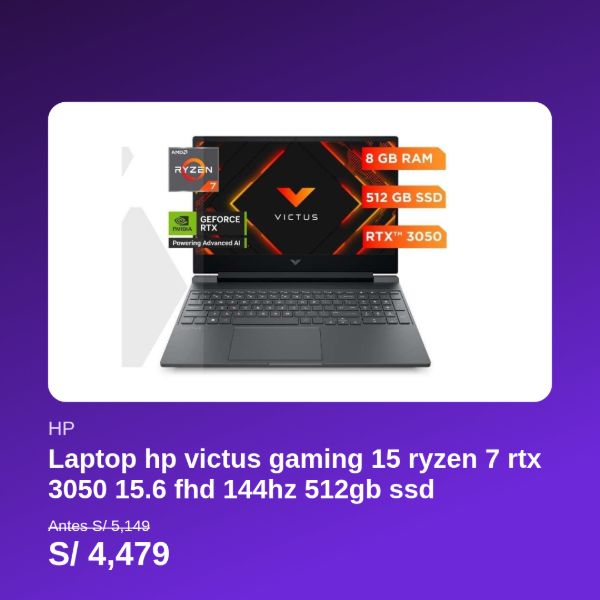 AMD
RYZEN
7
NVIDIA
GEFORCE
RTX
Powering Advanced AI
VICTUS
8 GB RAM
512 GB SSD
RTX™ 3050
HP
Laptop hp victus gaming 15 ryzen 7 rtx
3050 15.6 fhd 144hz 512gb ssd
Antes S/ 5,149
S/ 4,479